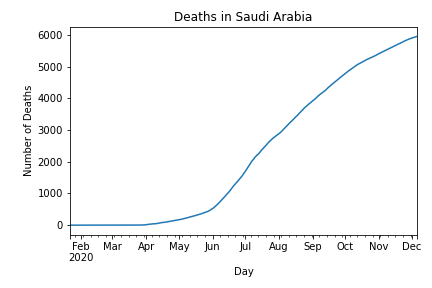 Deaths in Saudi Arabia
6000
5000
4000
3000
2000
1000
0
Number of Deaths
Feb Mar Apr May Jun Jul Aug Sep Oct Nov Dec
2020
Day